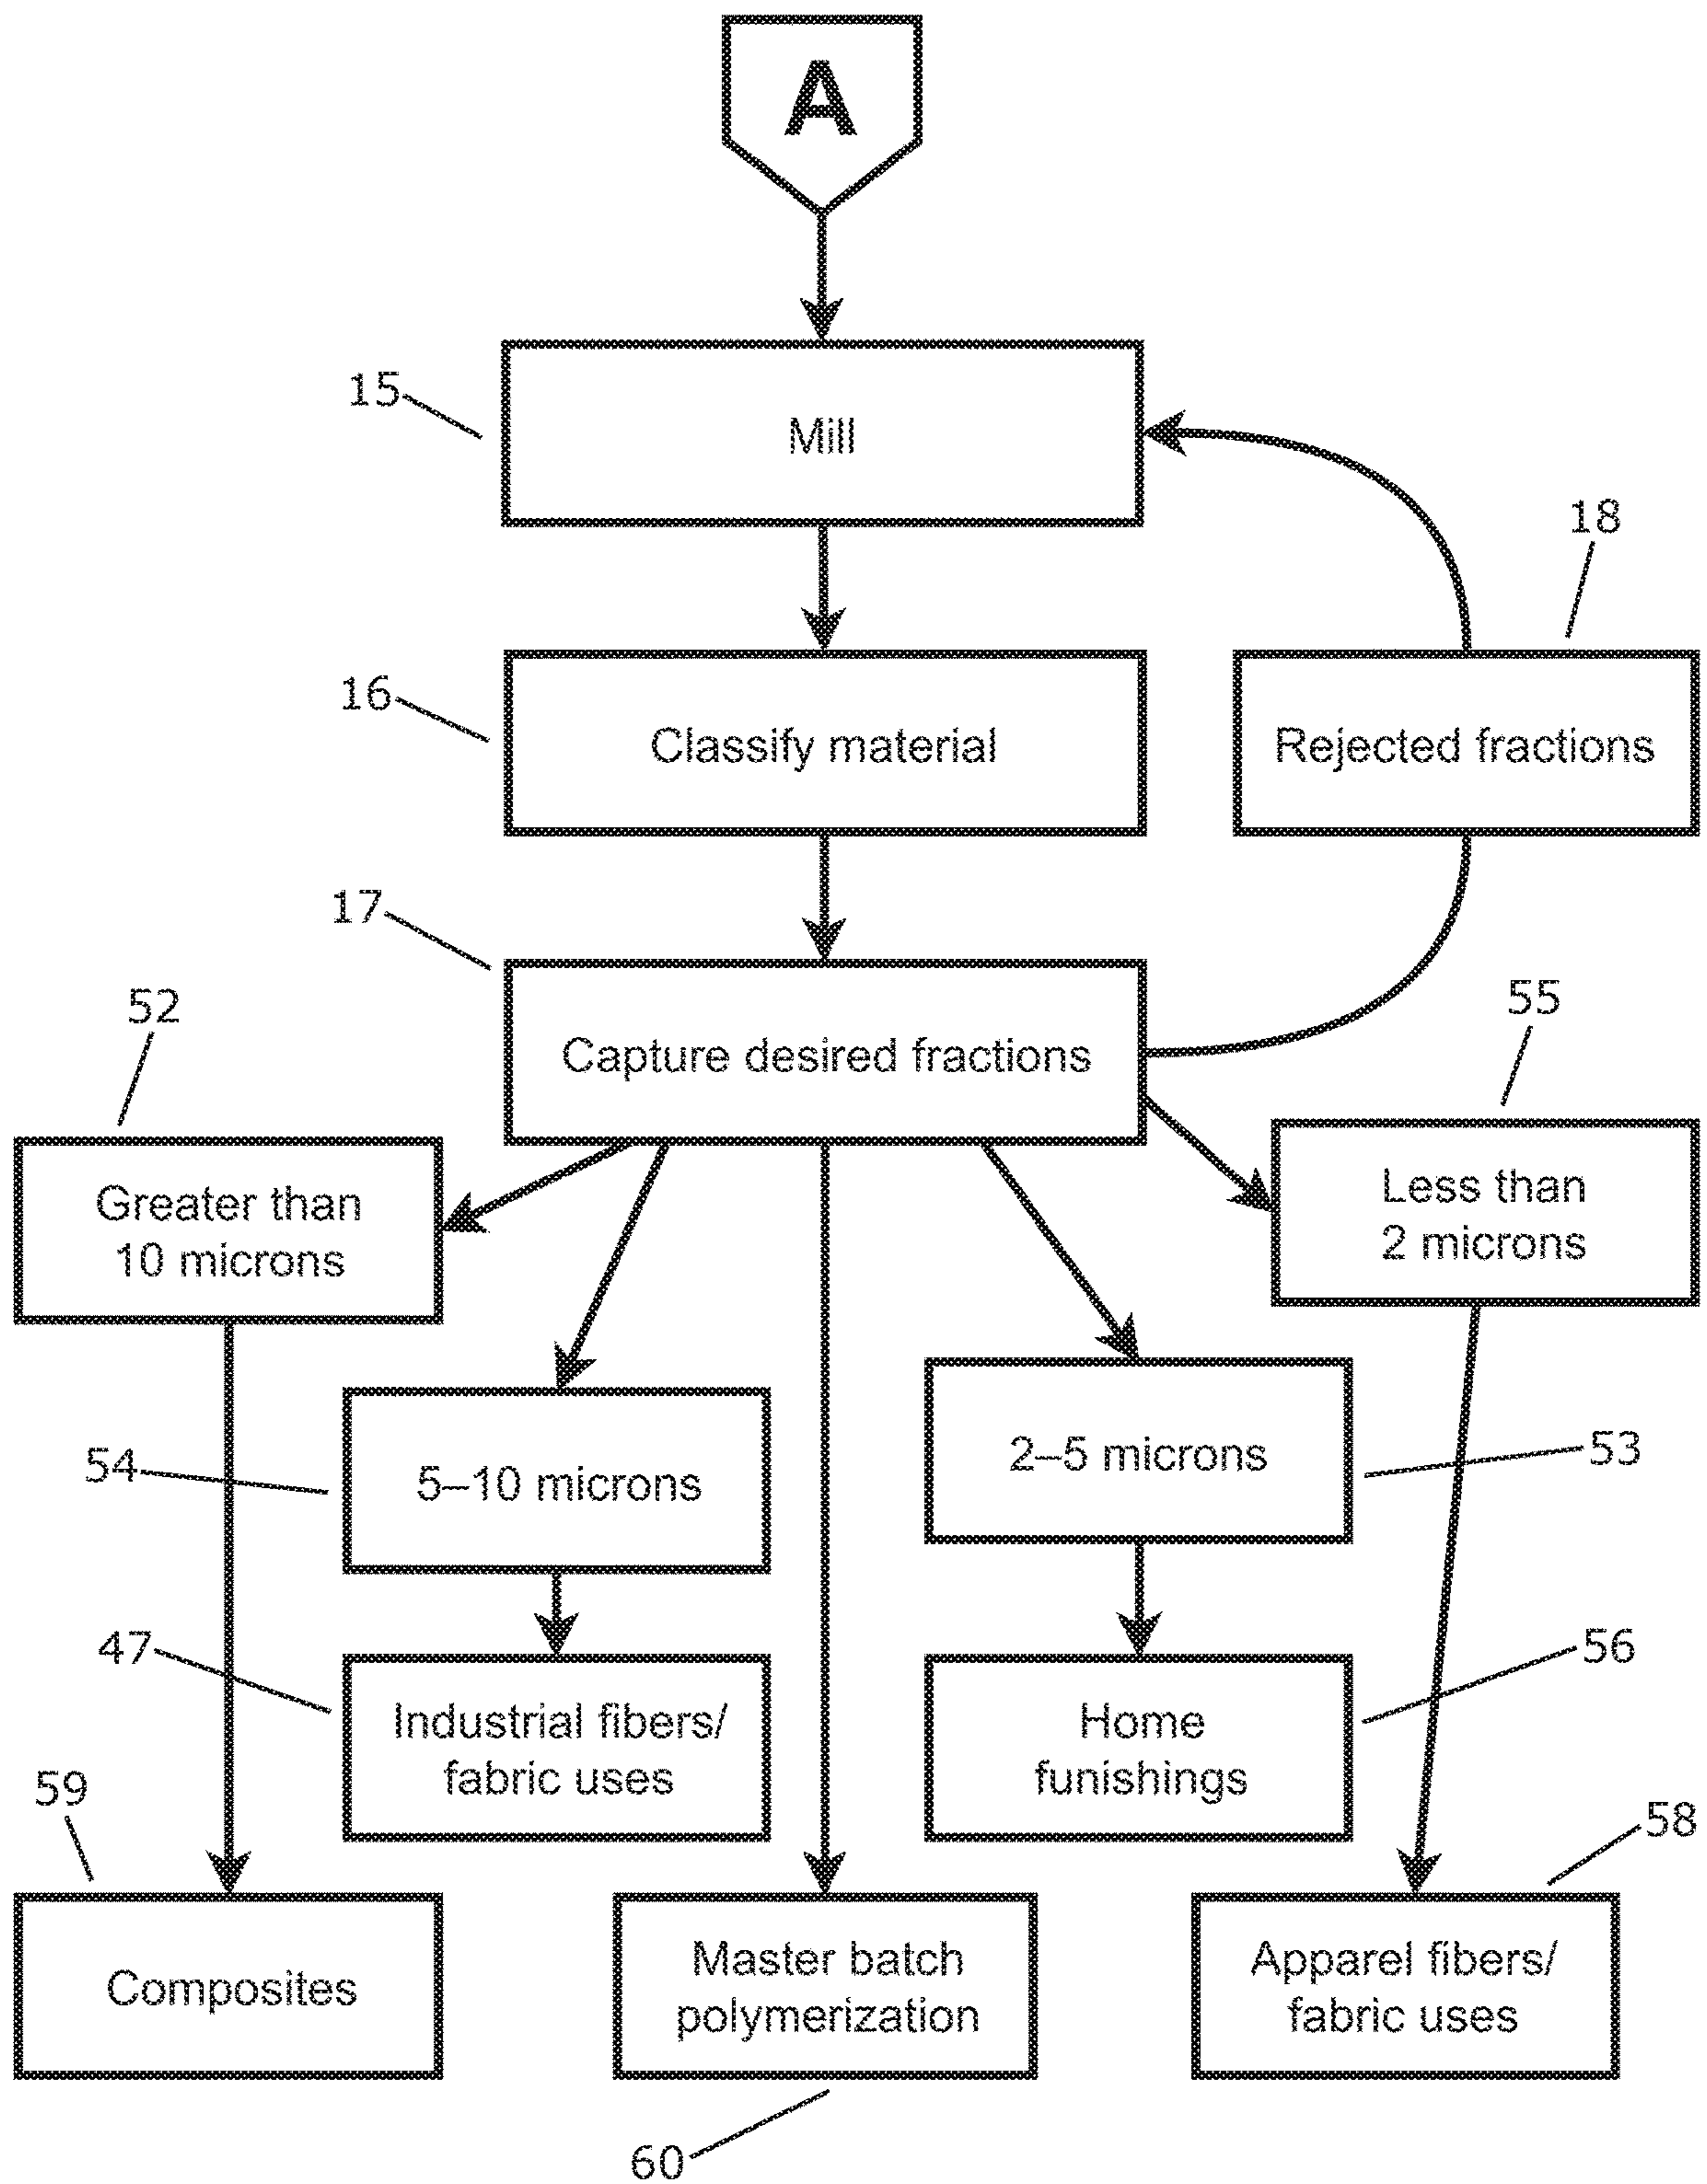 A
15
Mill
18
16
Classify material
Rejected fractions
17
Capture desired fractions
52
55
Greater than
10 microns
Less than
2 microns
54
5–10 microns
2–5 microns
53
47
Industrial fibers/
fabric uses
Home
funishings
56
59
Composites
Master batch
polymerization
58
Apparel fibers/
fabric uses
60